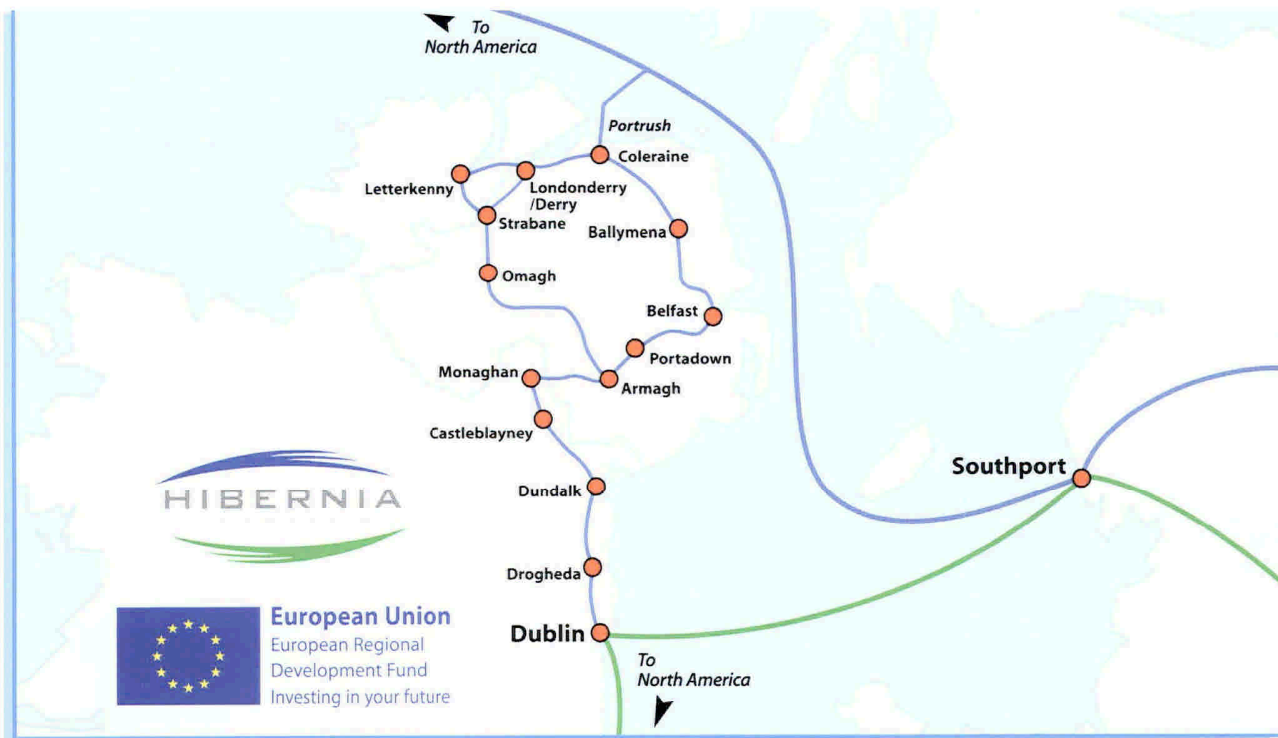 To
North America
Portrush
Coleraine
Letterkenny
Londonderry
/Derry
Strabane
Ballymena
Omagh
Belfast
Portadown
Monaghan
Armagh
Castleblayney
Southport
HIBERNIA
Dundalk
Drogheda
European Union
European Regional
Development Fund
Investing in your future
Dublin
To
North America